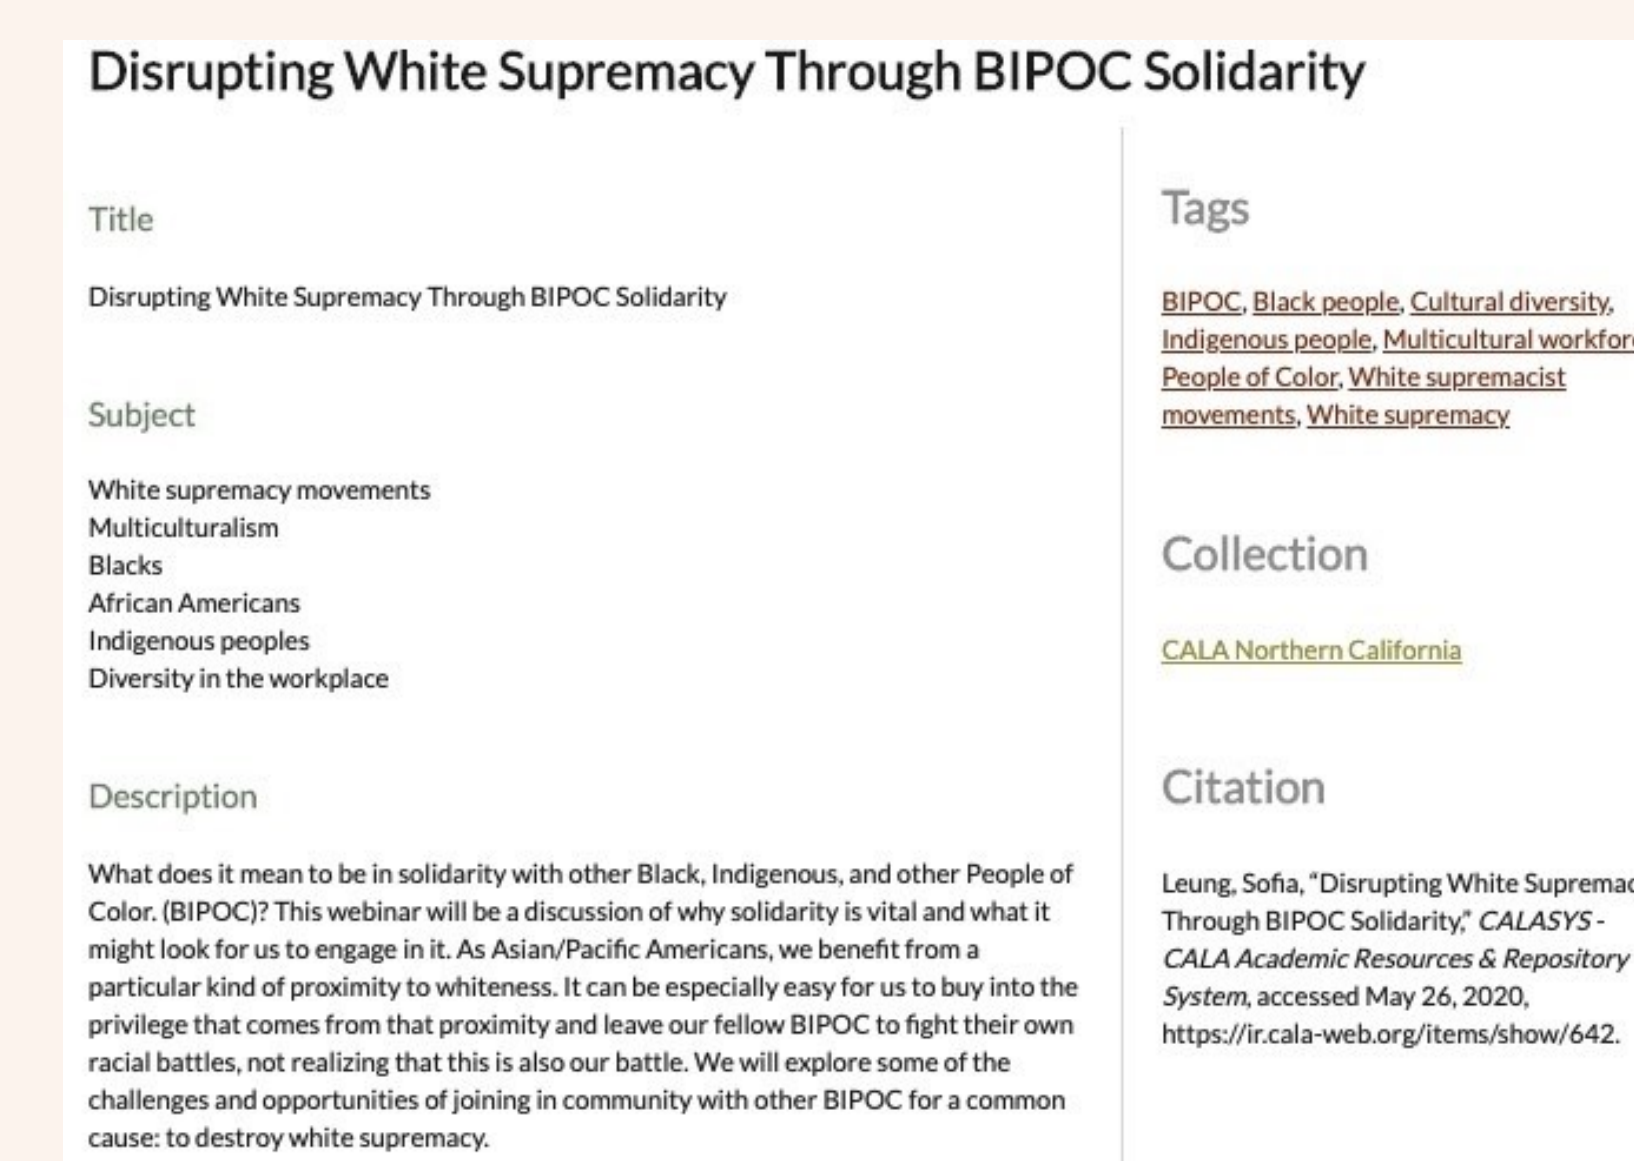 Disrupting White Supremacy Through BIPOC Solidarity
Title
Disrupting White Supremacy Through BIPOC Solidarity
Subject
White supremacy movements
Multiculturalism
Blacks
African Americans
Indigenous peoples
Diversity in the workplace
Description
What does it mean to be in solidarity with other Black, Indigenous, and other People of
Color. (BIPOC)? This webinar will be a discussion of why solidarity is vital and what it
might look for us to engage in it. As Asian/Pacific Americans, we benefit from a
particular kind of proximity to whiteness. It can be especially easy for us to buy into the
privilege that comes from that proximity and leave our fellow BIPOC to fight their own
racial battles, not realizing that this is also our battle. We will explore some of the
challenges and opportunities of joining in community with other BIPOC for a common
cause: to destroy white supremacy.
Tags
BIPOC, Black people, Cultural diversity,
Indigenous people, Multicultural
People of Color, White supremacist
movements, White supremacy
Collection
CALA Northern California
Citation
Leung, Sofia, “Disrupting White
Through BIPOC Solidarity,” CALASYS -
CALA Academic Resources & Repository
System, accessed May 26, 2020,
https://ir.cala-web.org/items/show/642.